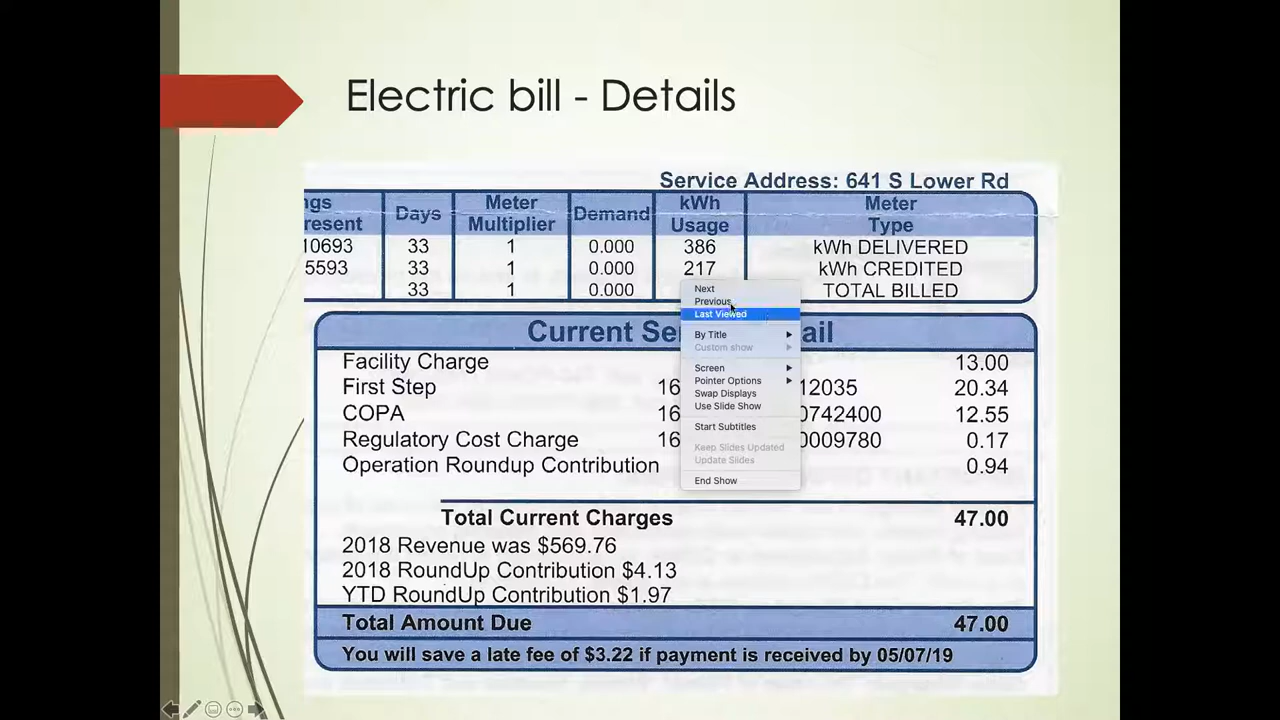 Electric bill - Details
Service Address: 641 S Lower Rd
ngs Meter kWh Meter
resent Days Multiplier Demand Usage Type
10693 33 1 0.000 386 kWh DELIVERED
5593 33 1 0.000 217 kWh CREDITED
33 1 0.000 TOTAL BILLED
Current Se ail
Facility Charge 13.00
First Step 16 12035 20.34
COPA 16 0742400 12.55
Regulatory Cost Charge 16 0009780 0.17
Operation Roundup Contribution 0.94
Total Current Charges 47.00
2018 Revenue was $569.76
2018 RoundUp Contribution $4.13
YTD RoundUp Contribution $1.97
Total Amount Due 47.00
You will save a late fee of $3.22 if payment is received by 05/07/19
Next
Previous
Last Viewed
By Title
Custom show
Screen
Pointer Options
Swap Displays
Use Slide Show
Start Subtitles
Keep Slides Updated
Update Slides
End Show